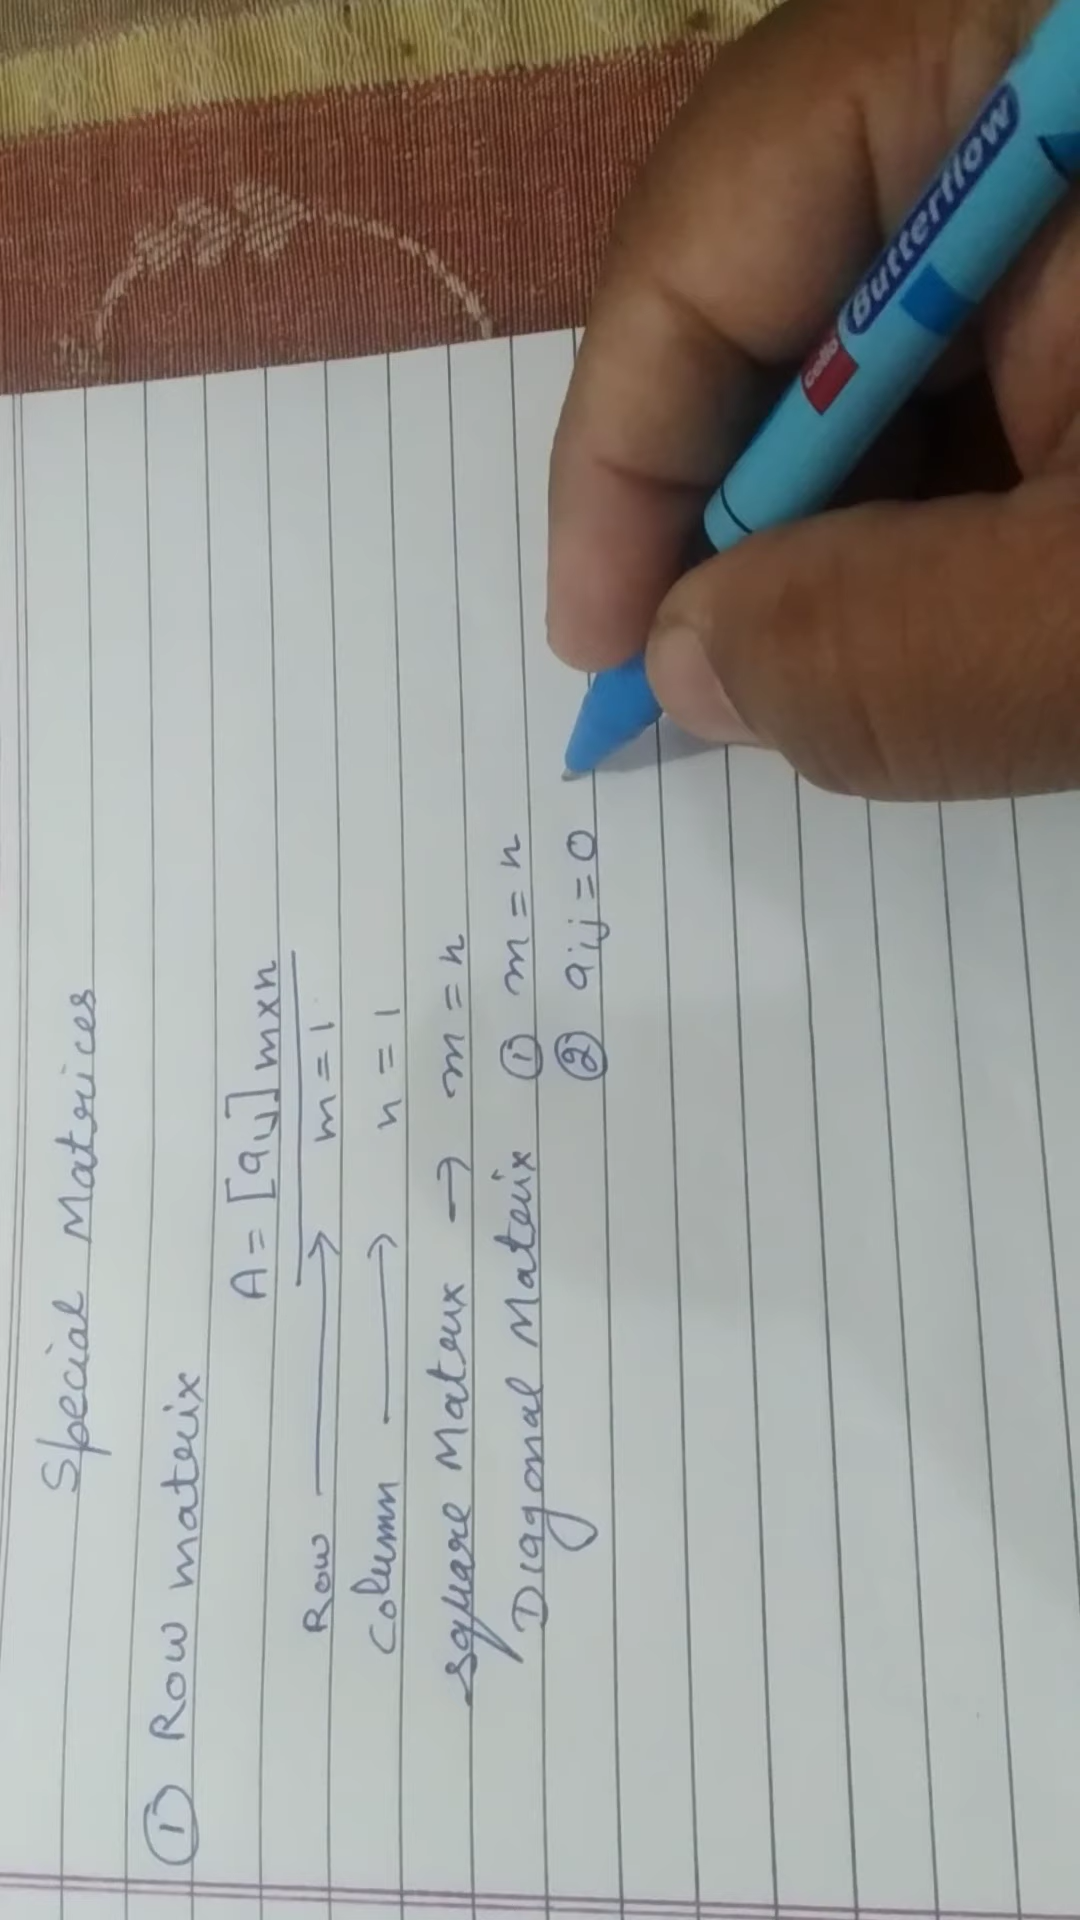 Special Matrices
① Row matrix
A = [aij] m×n
Row ⟶ m = 1
Column ⟶ n = 1
Square Matrix → m = n
Diagonal Matrix ① m = n
② aij = 0
cello Butterflow